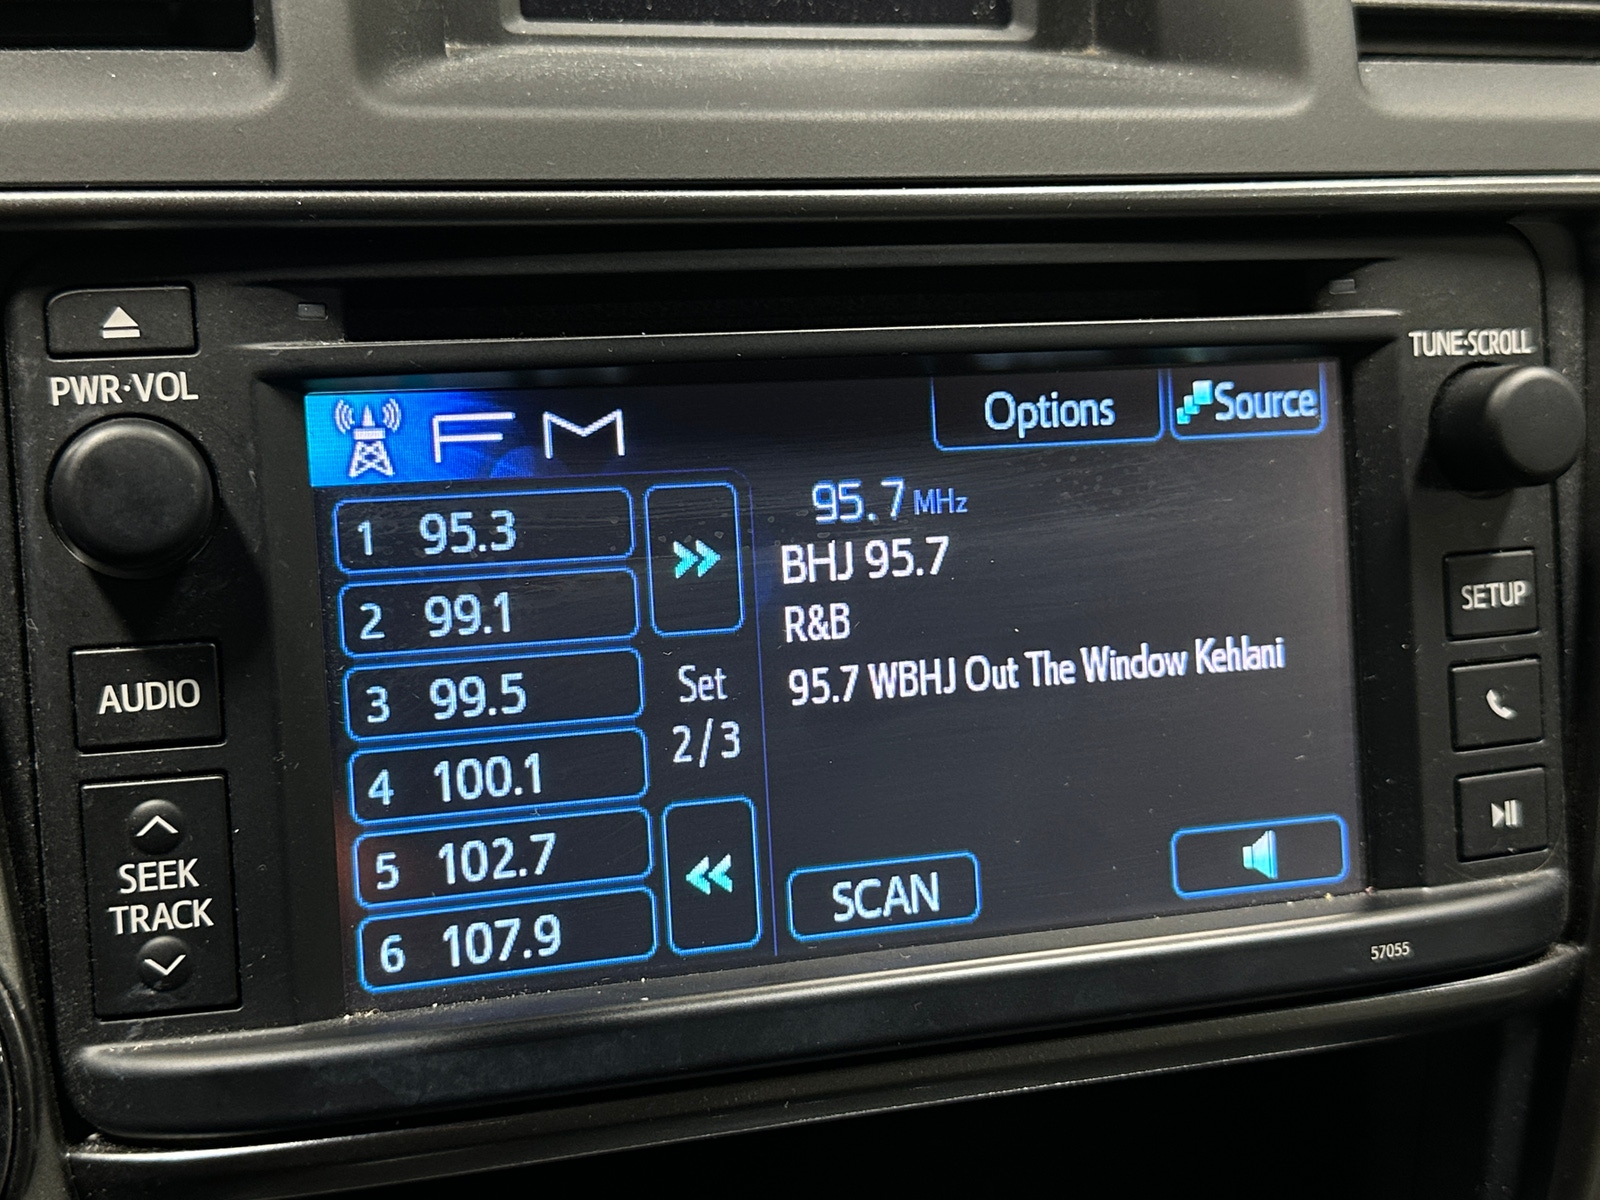 PWR·VOL
AUDIO
SEEK
TRACK
FM
Options
Source
1 95.3
2 99.1
3 99.5
4 100.1
5 102.7
6 107.9
Set
2/3
95.7 MHz
BHJ 95.7
R&B
95.7 WBHJ Out The Window Kehlani
SCAN
TUNE·SCROLL
SETUP
57055